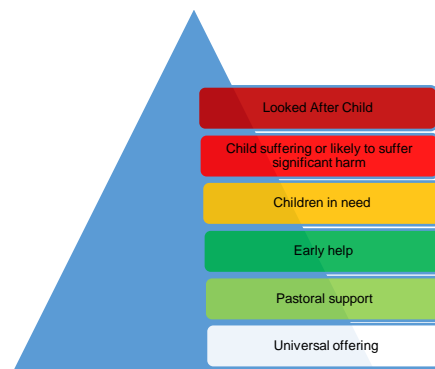 Looked After Child
Child suffering or likely to suffer
significant harm
Children in need
Early help
Pastoral support
Universal offering